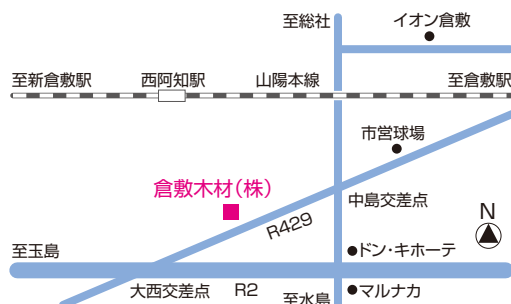 至総社
イオン倉敷
至新倉敷駅
西阿知駅
山陽本線
至倉敷駅
市営球場
倉敷木材(株)
中島交差点
R429
N
至玉島
ドン・キホーテ
大西交差点
R2
至水島
マルナカ